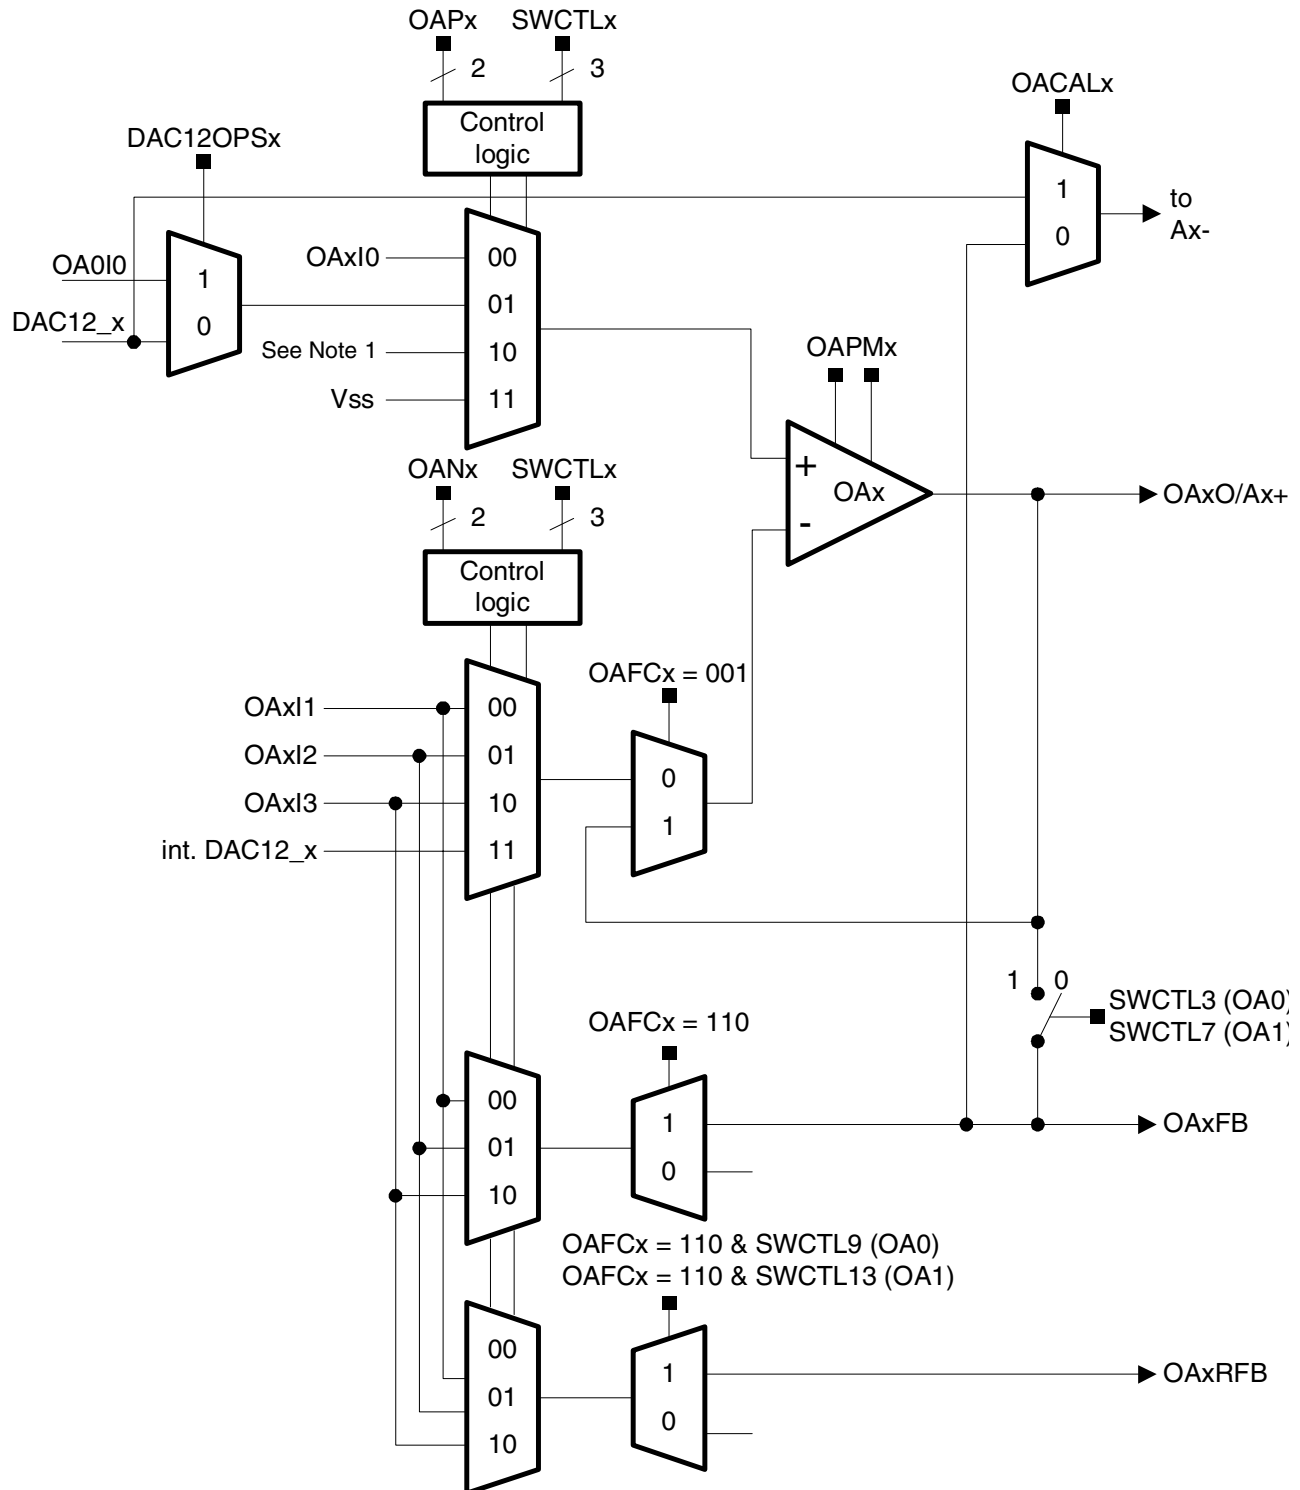 OAPx SWCTLx
2 3
OACALx
Control
logic
DAC12OPSx
1
0
to
Ax-
OA0I0
DAC12_x
1
0
OAxI0
See Note 1
Vss
00
01
10
11
OAPMx
+
-
OAx
OAxO/Ax+
OANx SWCTLx
2 3
Control
logic
OAFCx = 001
OAxI1
OAxI2
OAxI3
int. DAC12_x
00
01
10
11
0
1
1 0
SWCTL3 (OA0)
SWCTL7 (OA1)
OAFCx = 110
00
01
10
1
0
OAxFB
OAFCx = 110 & SWCTL9 (OA0)
OAFCx = 110 & SWCTL13 (OA1)
00
01
10
1
0
OAxRFB